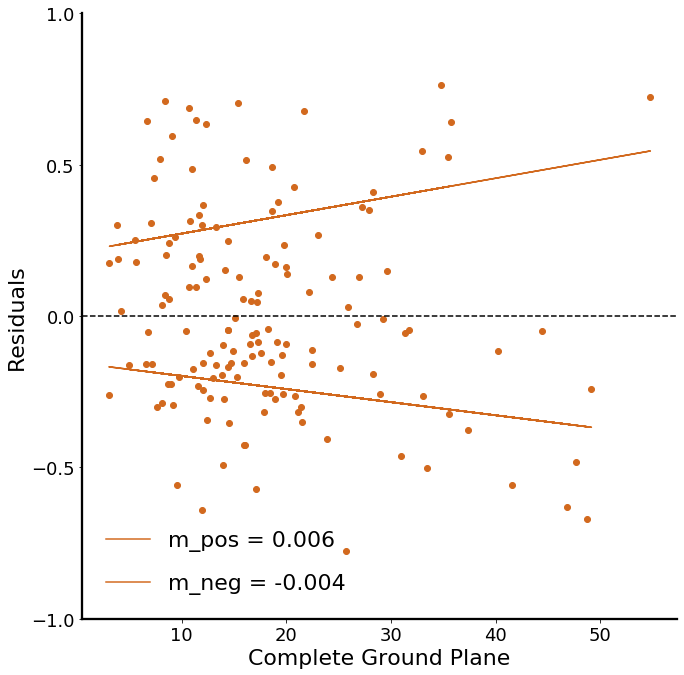 1.0
0.5
0.0
−0.5
−1.0
Residuals
m_pos = 0.006
m_neg = -0.004
10 20 30 40 50
Complete Ground Plane